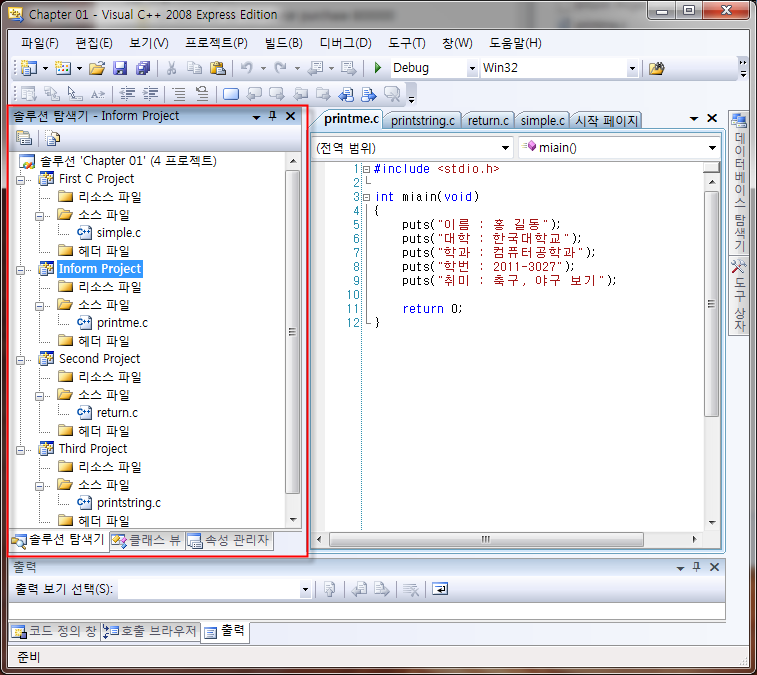 Chapter 01 - Visual C++ 2008 Express Edition
파일(F) 편집(E) 보기(V) 프로젝트(P) 빌드(B) 디버그(D) 도구(T) 창(W) 도움말(H)
Debug Win32
솔루션 탐색기 - Inform Project
솔루션 'Chapter 01' (4 프로젝트)
First C Project
리소스 파일
소스 파일
simple.c
헤더 파일
Inform Project
리소스 파일
소스 파일
printme.c
헤더 파일
Second Project
리소스 파일
소스 파일
return.c
헤더 파일
Third Project
리소스 파일
소스 파일
printstring.c
헤더 파일
솔루션 탐색기 클래스 뷰 속성 관리자
printme.c printstring.c return.c simple.c 시작 페이지
(전역 범위) miain()
1 #include <stdio.h>
2
3 int miain(void)
4 {
5 puts("이름 : 홍 길동");
6 puts("대학 : 한국대학교");
7 puts("학과 : 컴퓨터공학과");
8 puts("학번 : 2011-3027");
9 puts("취미 : 축구, 야구 보기");
10
11 return 0;
12 }
데이터베이스 탐색기
도구 상자
출력
출력 보기 선택(S):
코드 정의 창 호출 브라우저 출력
준비